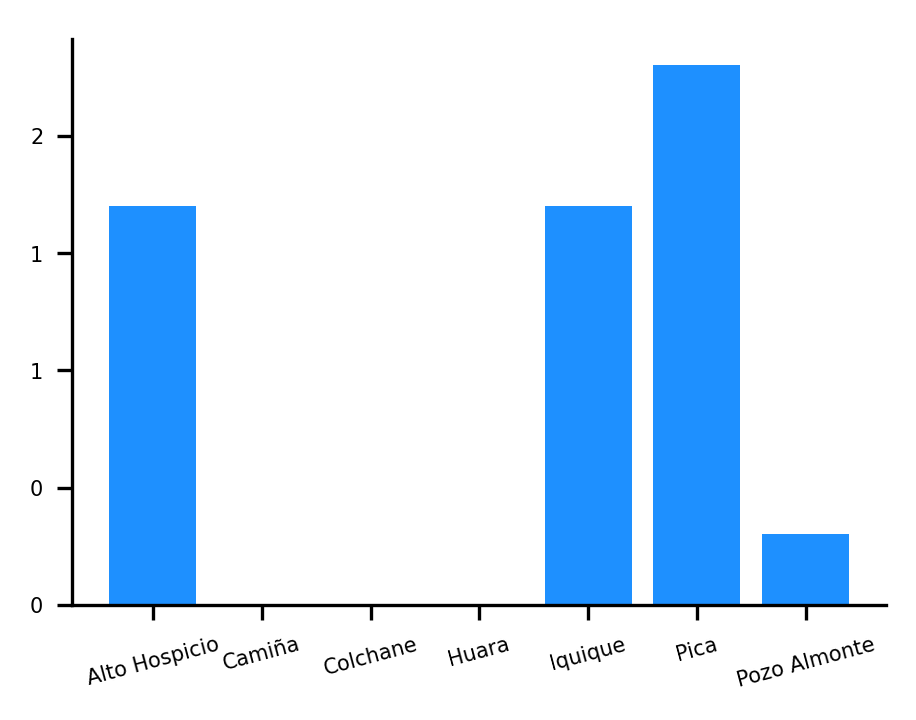 2
1
1
0
0
Alto Hospicio
Camiña
Colchane
Huara
Iquique
Pica
Pozo Almonte